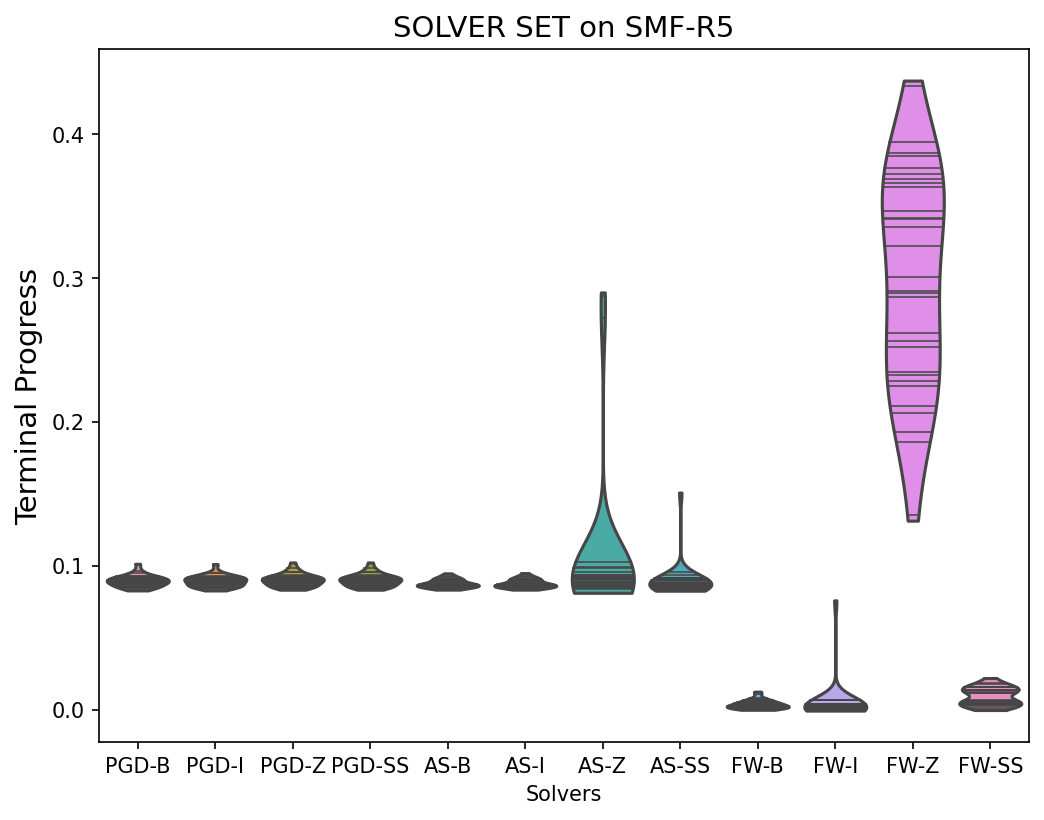 SOLVER SET on SMF-R5
Terminal Progress
0.4
0.3
0.2
0.1
0.0
PGD-B PGD-I PGD-Z PGD-SS AS-B AS-I AS-Z AS-SS FW-B FW-I FW-Z FW-SS
Solvers